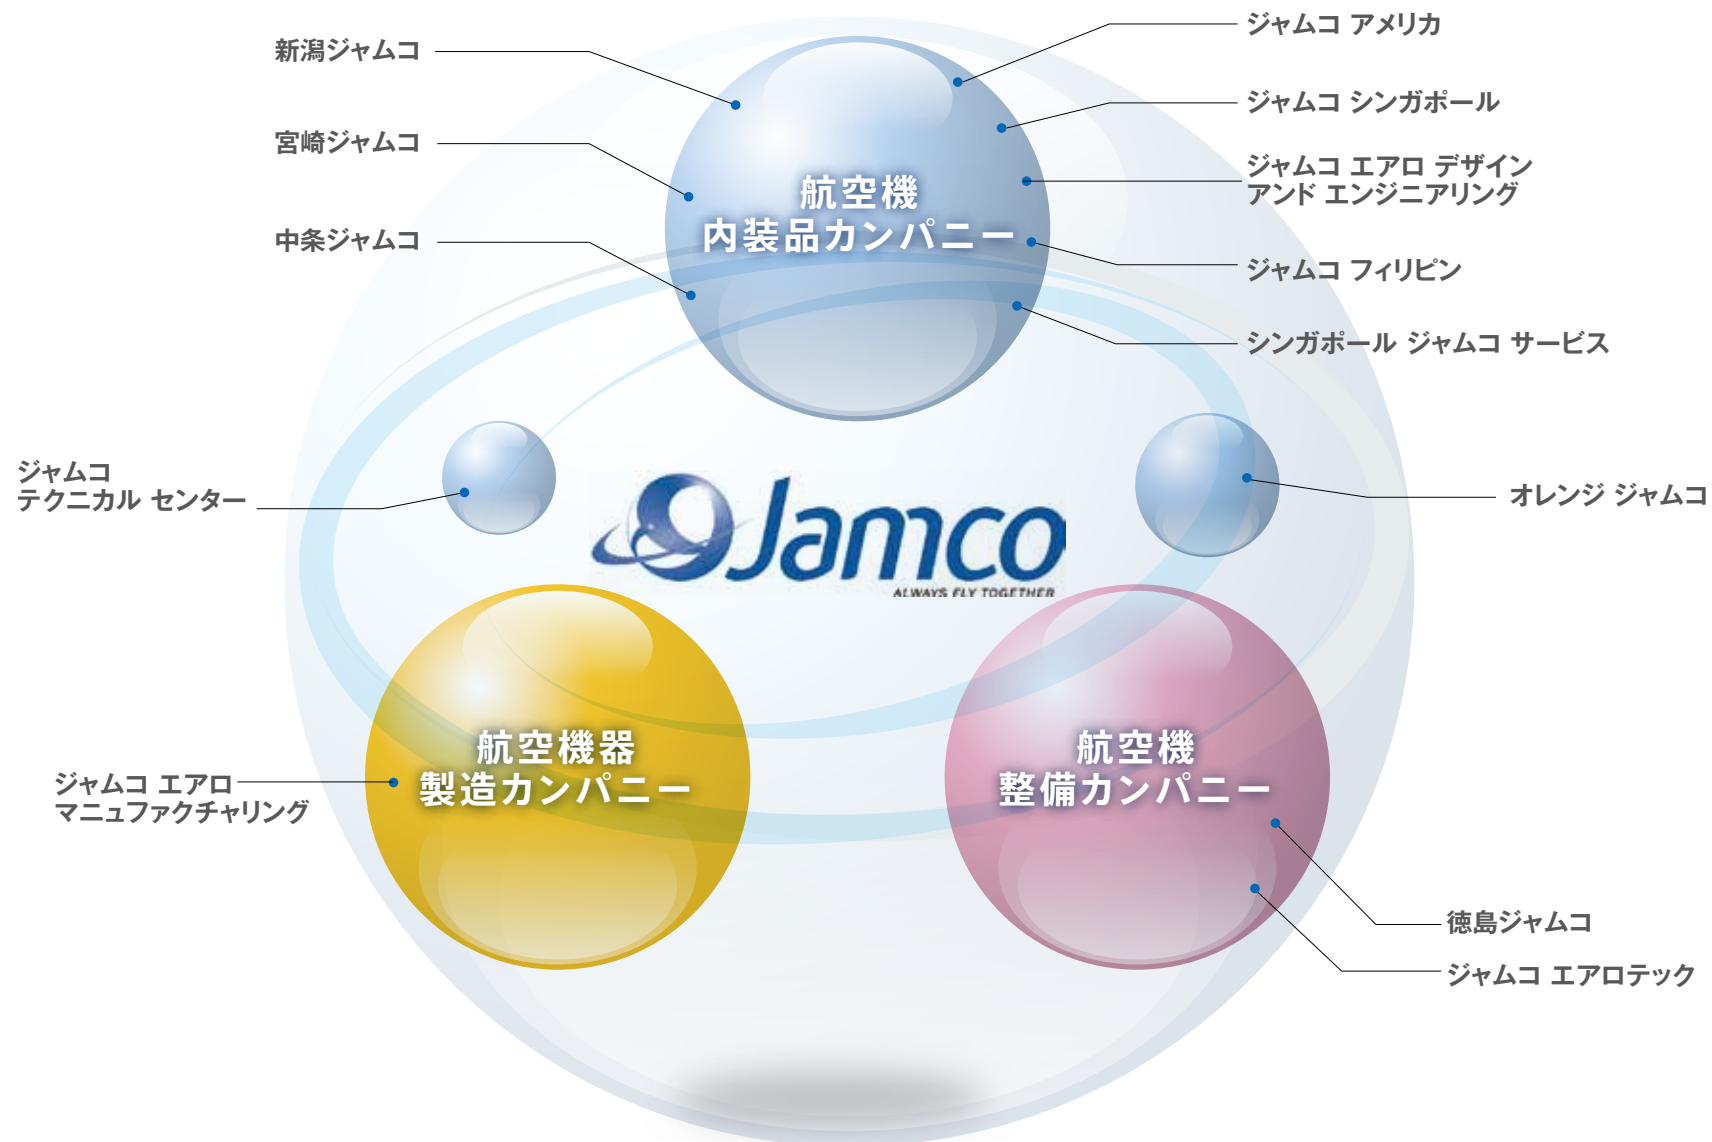 新潟ジャムコ
宮崎ジャムコ
中条ジャムコ
ジャムコ アメリカ
ジャムコ シンガポール
ジャムコ エアロ デザイン
アンド エンジニアリング
ジャムコ フィリピン
シンガポール ジャムコ サービス
航空機
内装品カンパニー
ジャムコ
テクニカル センター
Jamco
ALWAYS FLY TOGETHER
オレンジ ジャムコ
航空機器
製造カンパニー
ジャムコ エアロ
マニュファクチャリング
航空機
整備カンパニー
徳島ジャムコ
ジャムコ エアロテック